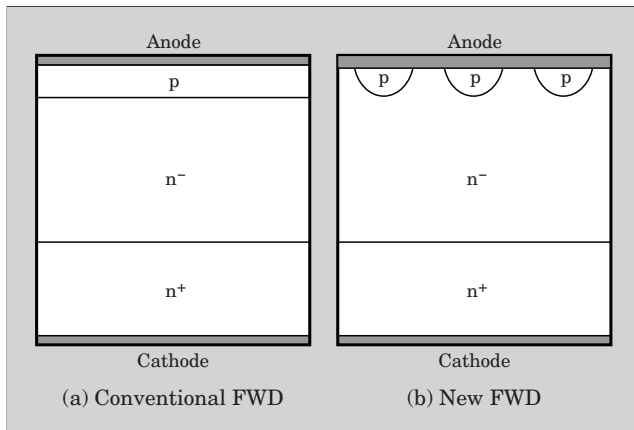 Anode
p
n⁻
n⁺
Cathode
(a) Conventional FWD
Anode
p p p
n⁻
n⁺
Cathode
(b) New FWD